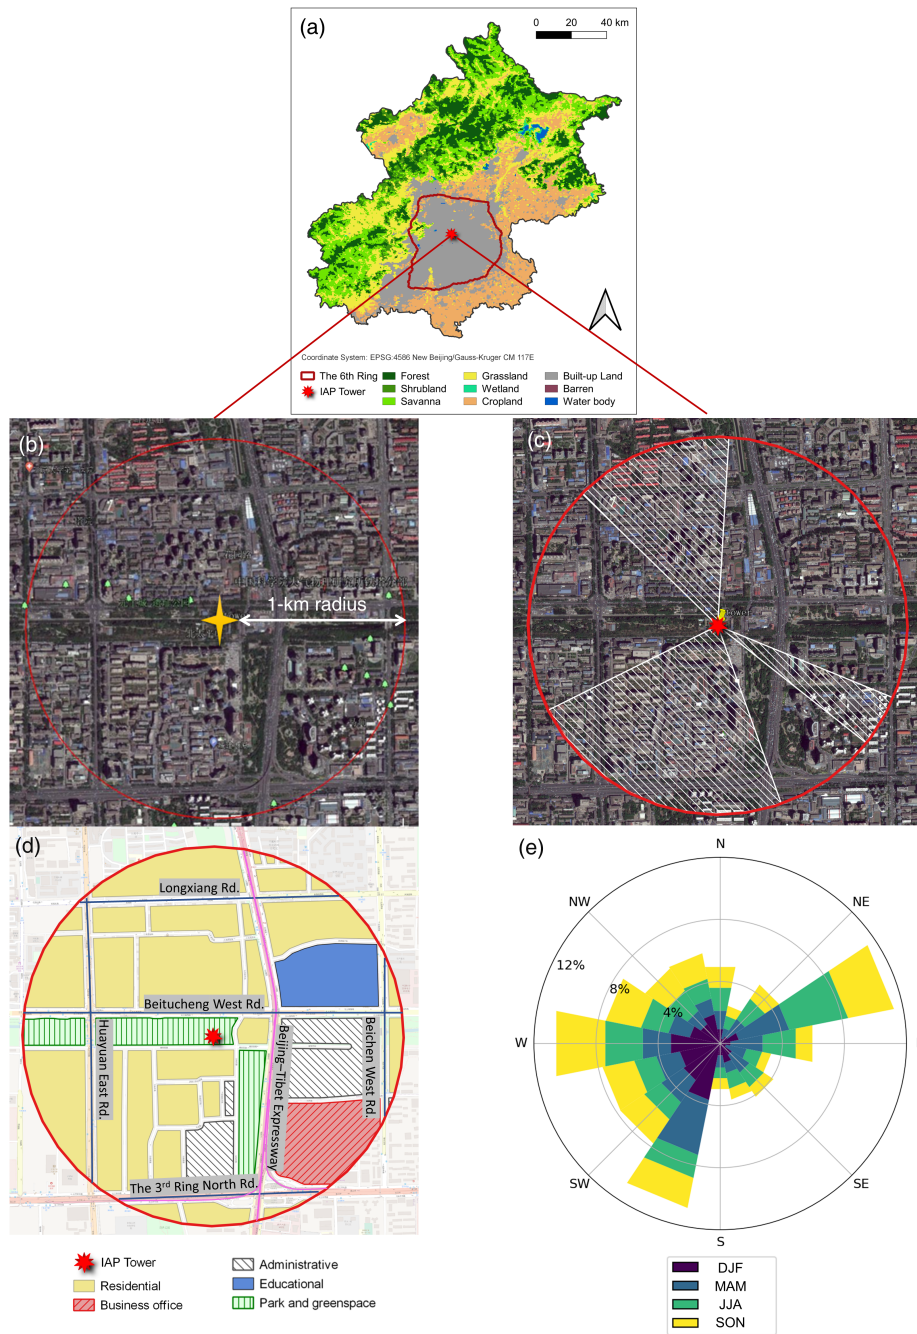 (a)
0 20 40 km
Coordinate System: EPSG:4586 New Beijing/Gauss-Kruger CM 117E
The 6th Ring Forest Grassland Built-up Land
IAP Tower Shrubland Wetland Barren
Savanna Cropland Water body
(b)
1-km radius
(c)
Tower
(d)
Longxiang Rd.
Beitucheng West Rd.
Huayuan East Rd.
Beijing–Tibet Expressway
Beichen West Rd.
The 3rd Ring North Rd.
IAP Tower
Residential
Business office
Administrative
Educational
Park and greenspace
(e)
N
NW
NE
12%
8%
4%
W
SW
SE
S
DJF
MAM
JJA
SON